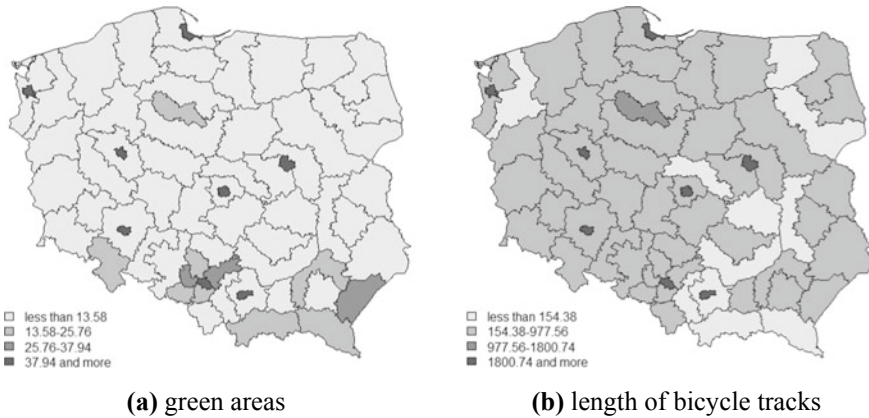 less than 13.58
13.58-25.76
25.76-37.94
37.94 and more
(a) green areas
less than 154.38
154.38-977.56
977.56-1800.74
1800.74 and more
(b) length of bicycle tracks